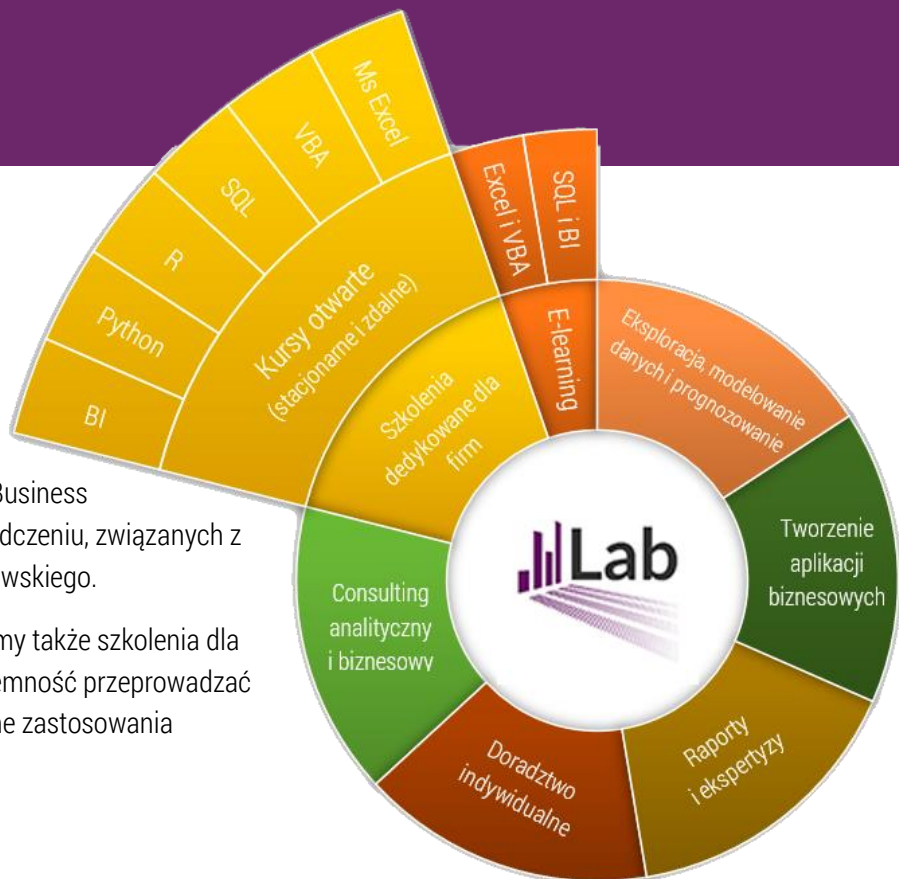 Ms Excel
VBA
SQL
R
Python
BI
Kursy otwarte
(stacjonarne i zdalne)
Excel i VBA
SQL i BI
Szkolenia
dedykowane dla
firm
E-learning
Eksploracja, modelowanie
danych i prognozowanie
Tworzenie
aplikacji
biznesowych
Raporty
i ekspertyzy
Doradztwo
indywidualne
Consulting
analityczny
i biznesowy
Lab
Business
dczeniu, związanych z
wskiego.
my także szkolenia dla
emność przeprowadzać
ne zastosowania